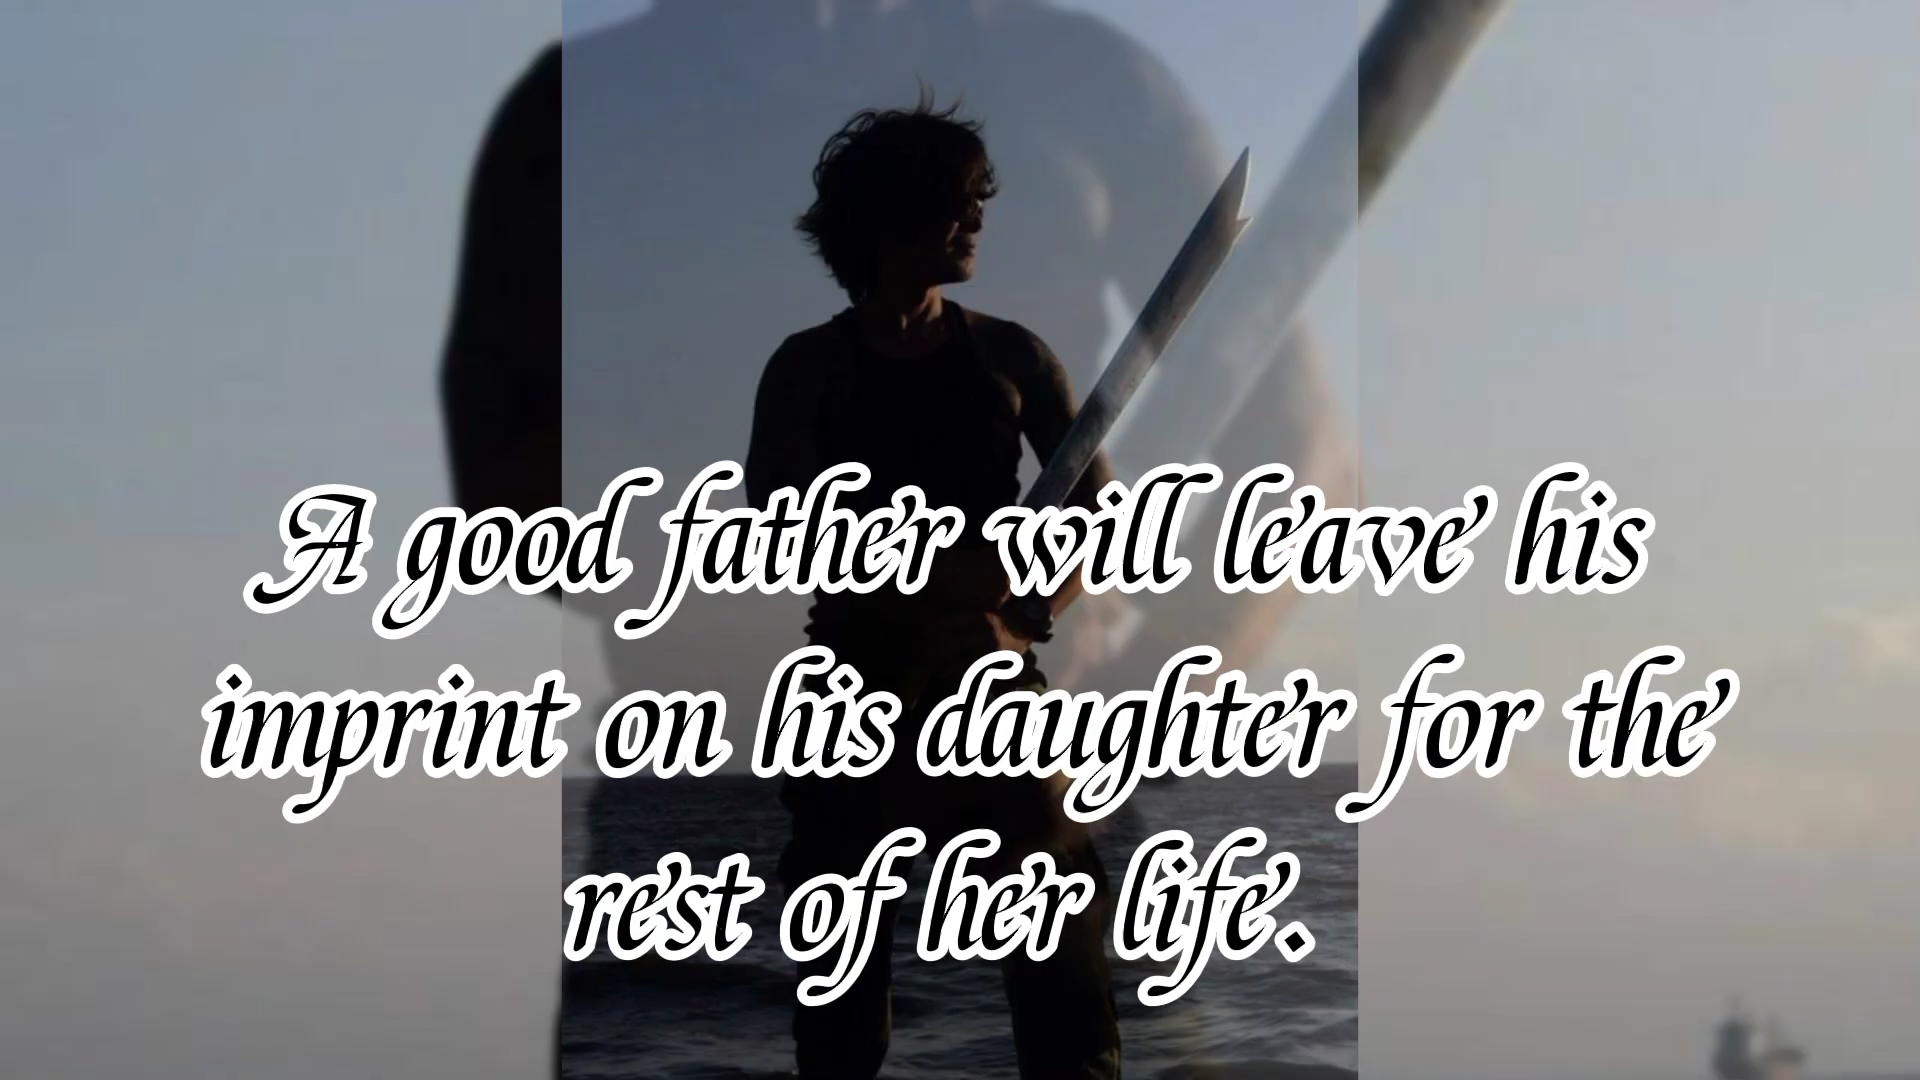 A good father will leave his
imprint on his daughter for the
rest of her life.